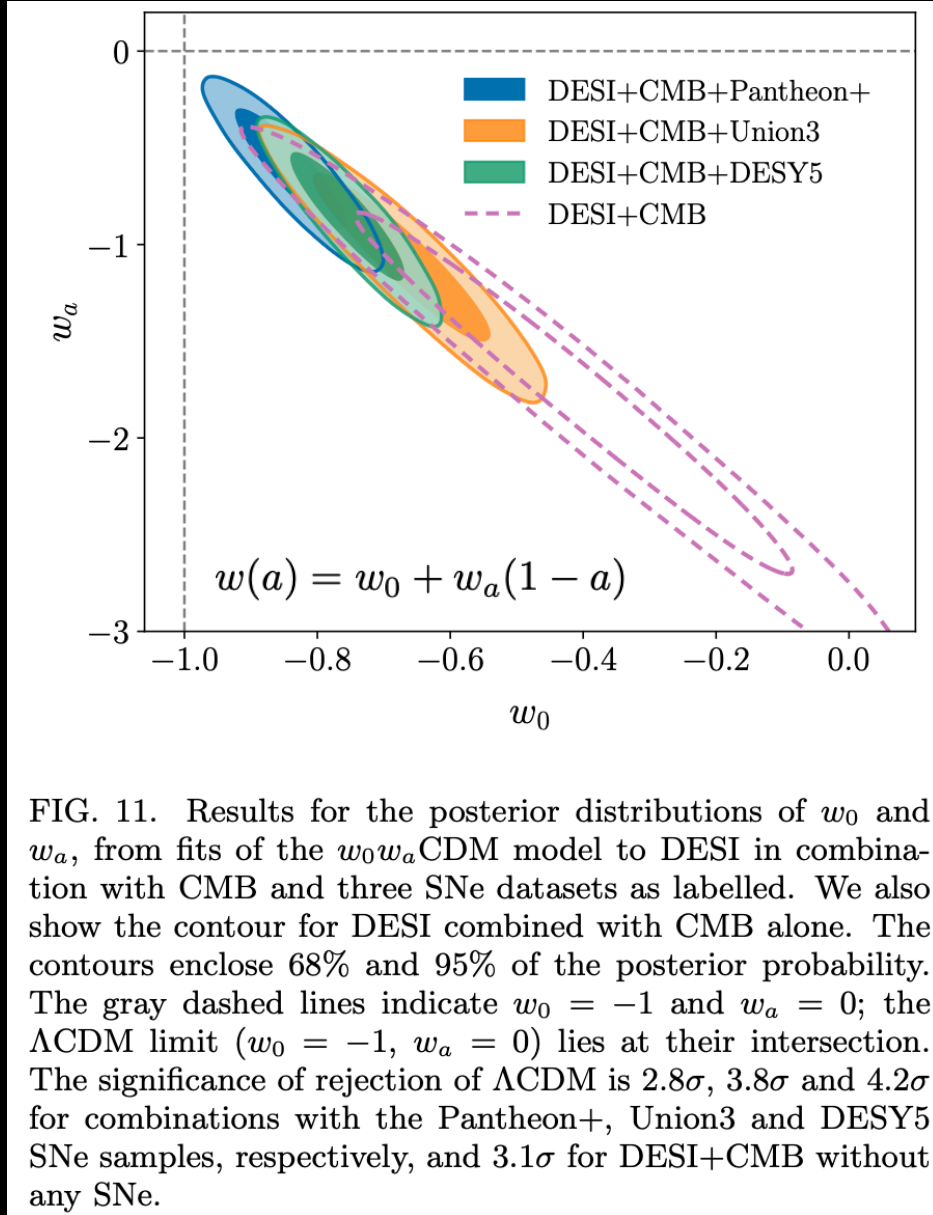 0
−1
−2
−3
w_a
DESI+CMB+Pantheon+
DESI+CMB+Union3
DESI+CMB+DESY5
DESI+CMB
w(a) = w_0 + w_a(1 − a)
−1.0 −0.8 −0.6 −0.4 −0.2 0.0
w_0
FIG. 11. Results for the posterior distributions of w_0 and
w_a, from fits of the w_0w_aCDM model to DESI in combina-
tion with CMB and three SNe datasets as labelled. We also
show the contour for DESI combined with CMB alone. The
contours enclose 68% and 95% of the posterior probability.
The gray dashed lines indicate w_0 = −1 and w_a = 0; the
ΛCDM limit (w_0 = −1, w_a = 0) lies at their intersection.
The significance of rejection of ΛCDM is 2.8σ, 3.8σ and 4.2σ
for combinations with the Pantheon+, Union3 and DESY5
SNe samples, respectively, and 3.1σ for DESI+CMB without
any SNe.